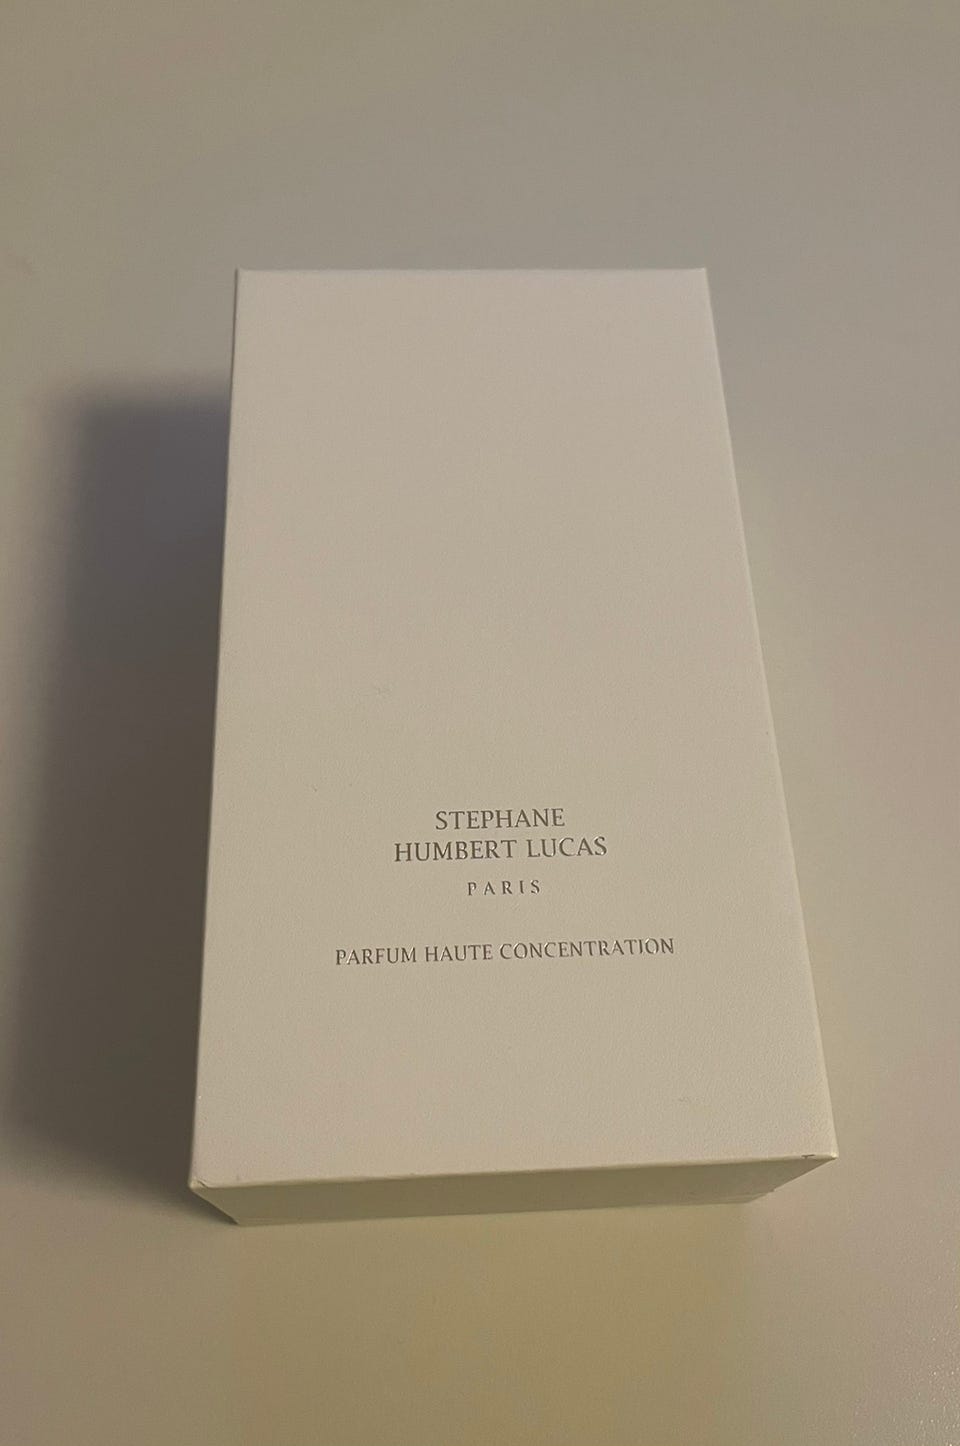 STEPHANE
HUMBERT LUCAS
PARIS
PARFUM HAUTE CONCENTRATION